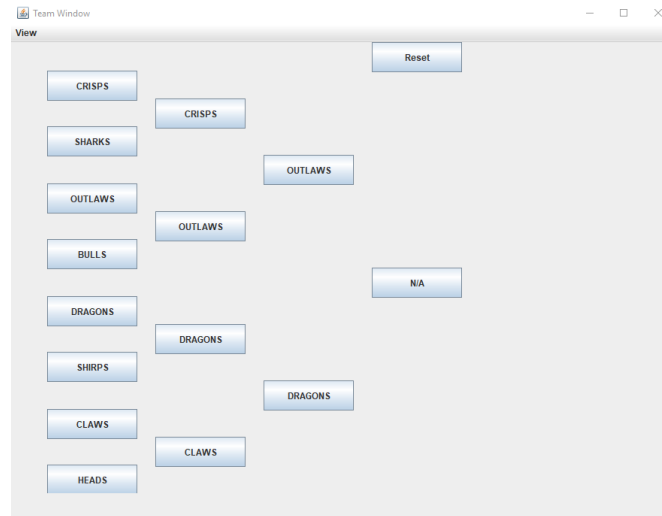 Team Window
View
Reset
CRISPS
CRISPS
SHARKS
OUTLAWS
OUTLAWS
OUTLAWS
BULLS
N/A
DRAGONS
DRAGONS
SHIRPS
DRAGONS
CLAWS
CLAWS
HEADS